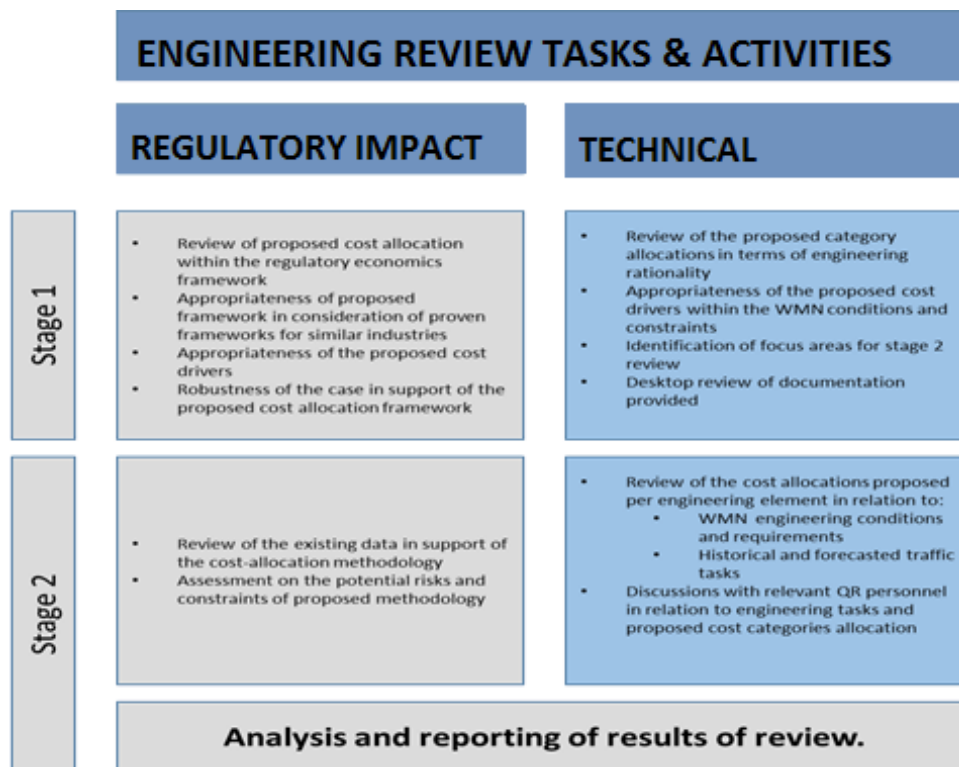 ENGINEERING REVIEW TASKS & ACTIVITIES
REGULATORY IMPACT
TECHNICAL
Stage 1
• Review of proposed cost allocation
within the regulatory economics
framework
• Appropriateness of proposed
framework in consideration of proven
frameworks for similar industries
• Appropriateness of the proposed cost
drivers
• Robustness of the case in support of the
proposed cost allocation framework
• Review of the proposed category
allocations in terms of engineering
rationality
• Appropriateness of the proposed cost
drivers within the WMN conditions and
constraints
• Identification of focus areas for stage 2
review
• Desktop review of documentation
provided
Stage 2
• Review of the existing data in support of
the cost-allocation methodology
• Assessment on the potential risks and
constraints of proposed methodology
• Review of the cost allocations proposed
per engineering element in relation to:
• WMN engineering conditions
and requirements
• Historical and forecasted traffic
tasks
• Discussions with relevant QR personnel
in relation to engineering tasks and
proposed cost categories allocation
Analysis and reporting of results of review.